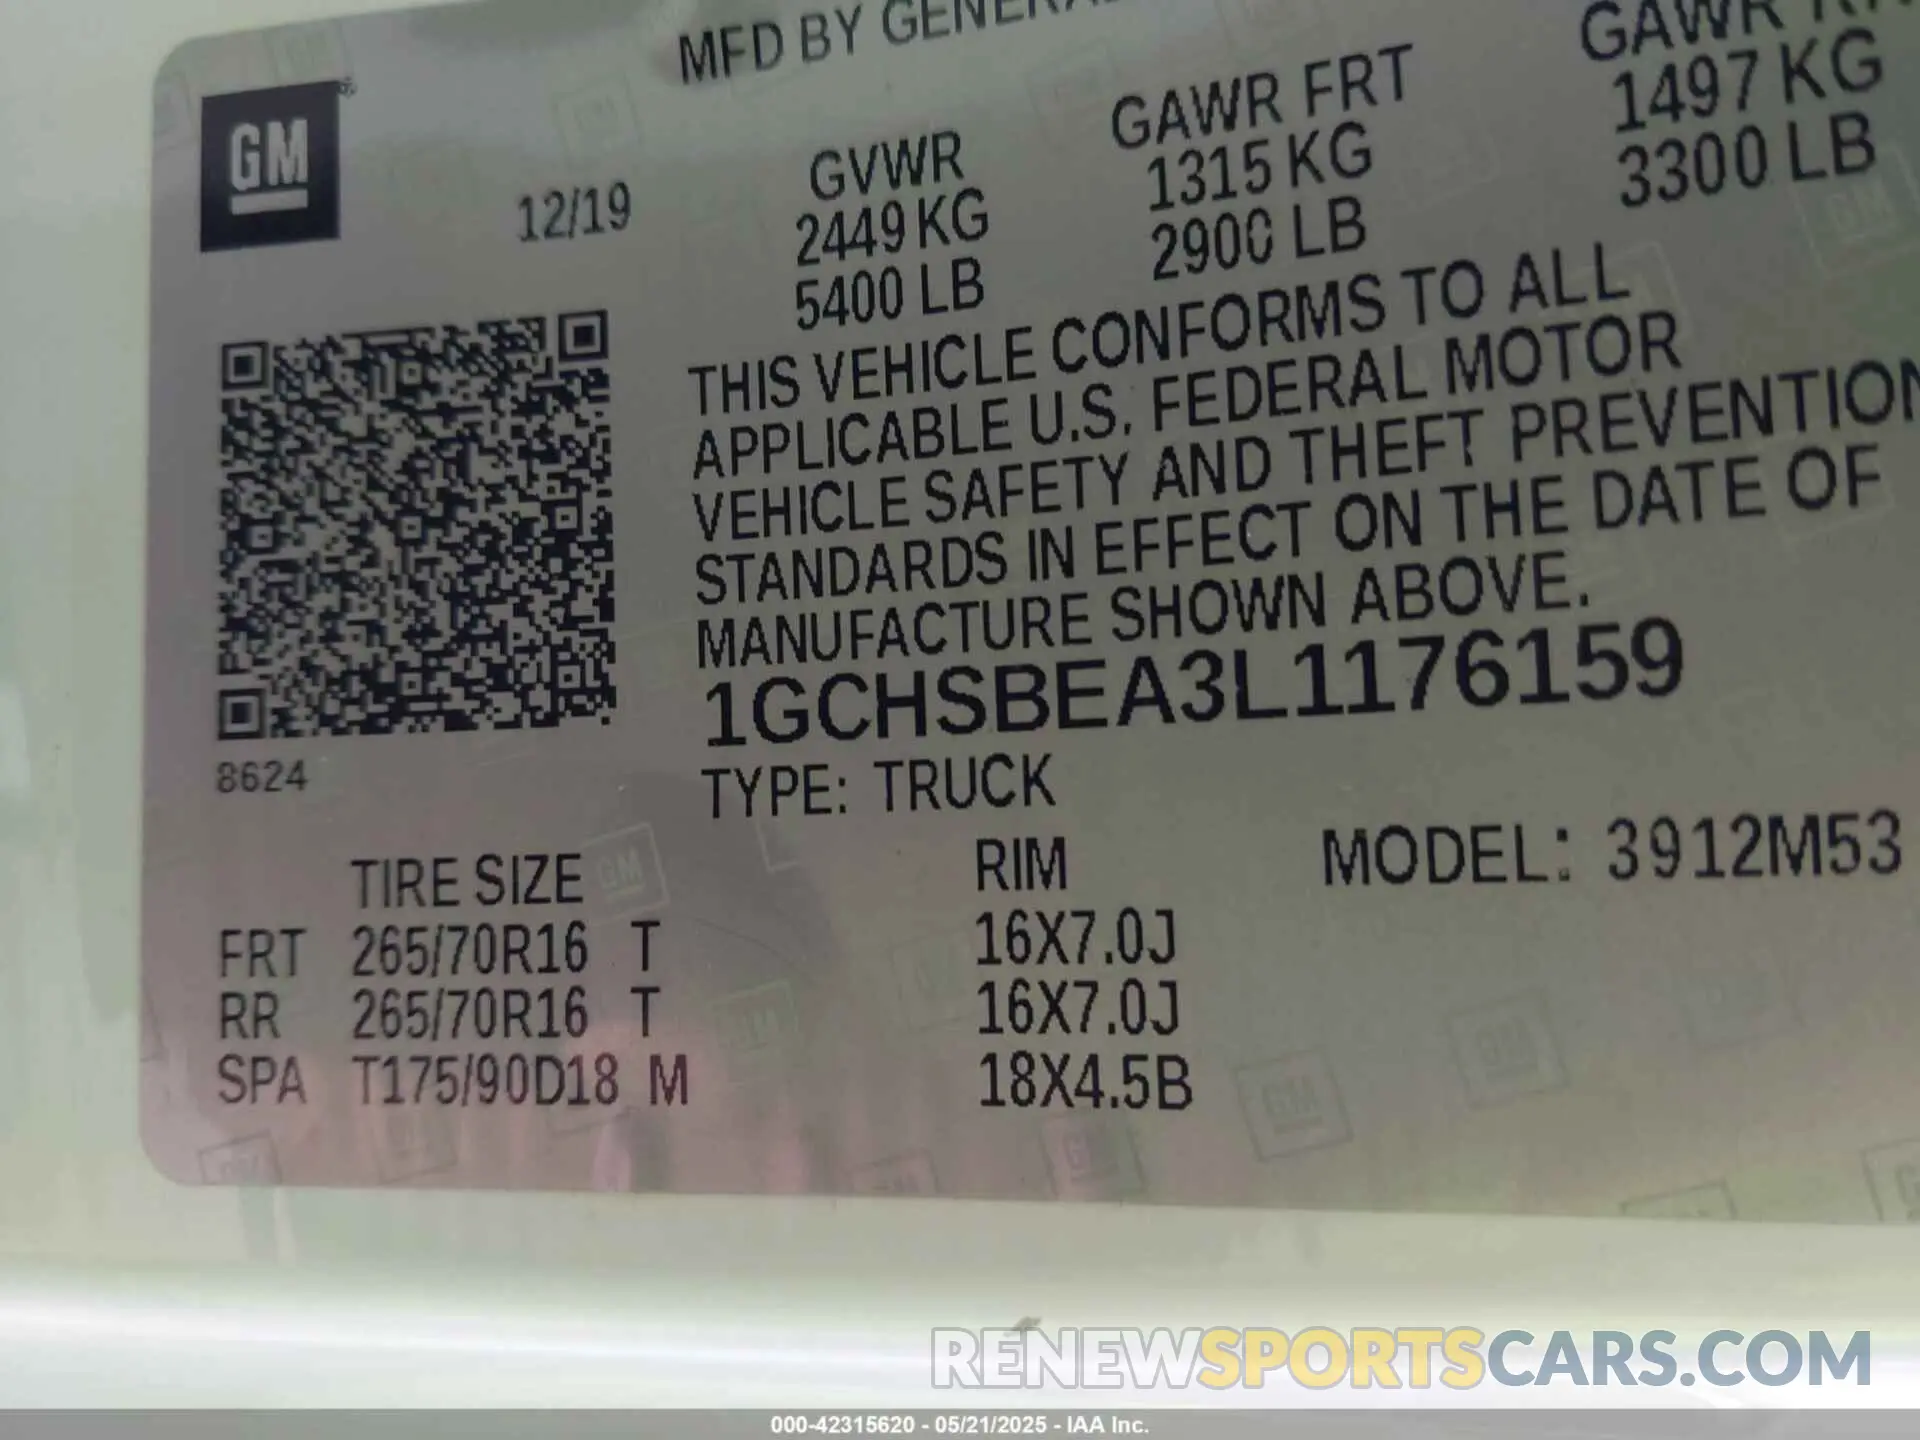 MFD BY GENERAL
GM
12/19
GVWR
2449 KG
5400 LB
GAWR FRT
1315 KG
2900 LB
GAWR
1497 KG
3300 LB
THIS VEHICLE CONFORMS TO ALL
APPLICABLE U.S. FEDERAL MOTOR
VEHICLE SAFETY AND THEFT PREVENTION
STANDARDS IN EFFECT ON THE DATE OF
MANUFACTURE SHOWN ABOVE.
1GCHSBEA3L1176159
8624
TYPE: TRUCK
MODEL: 3912M53
TIRE SIZE RIM
FRT 265/70R16 T 16X7.0J
RR 265/70R16 T 16X7.0J
SPA T175/90D18 M 18X4.5B
RENEWSPORTSCARS.COM
000-42315620 - 05/21/2025 - IAA Inc.